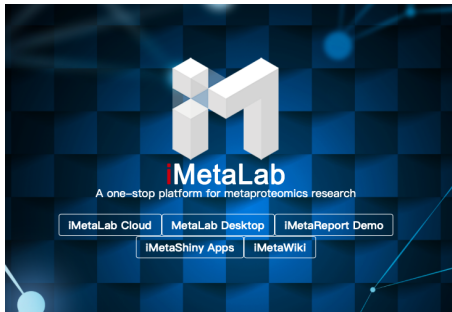 iMetaLab
A one-stop platform for metaproteomics research
iMetaLab Cloud MetaLab Desktop iMetaReport Demo
iMetaShiny Apps iMetaWiki